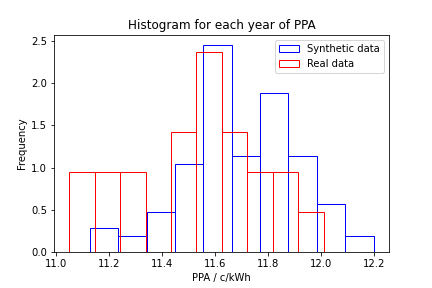 Histogram for each year of PPA
Synthetic data
Real data
Frequency
2.5
2.0
1.5
1.0
0.5
0.0
11.0 11.2 11.4 11.6 11.8 12.0 12.2
PPA / c/kWh